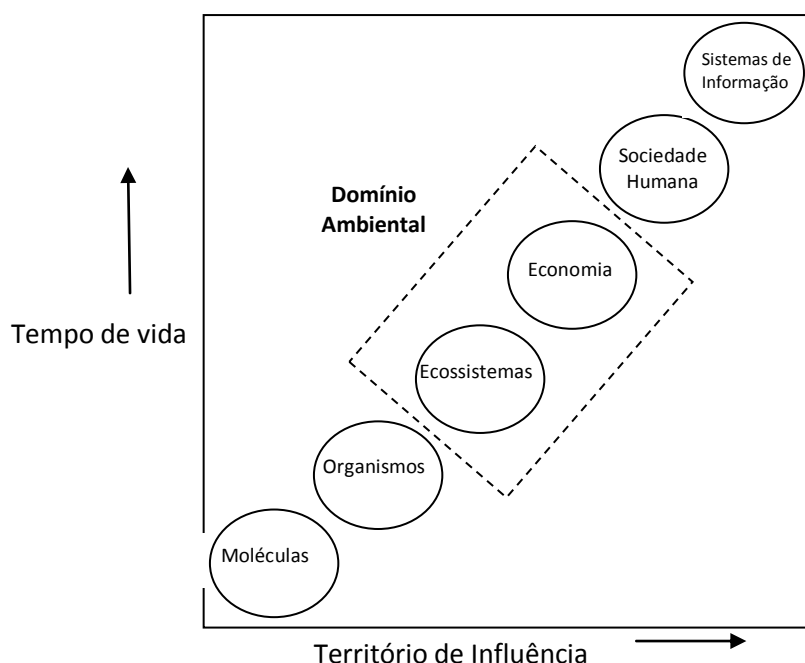 Sistemas de
Informação
Sociedade
Humana
Domínio
Ambiental
Economia
Tempo de vida
Ecossistemas
Organismos
Moléculas
Território de Influência